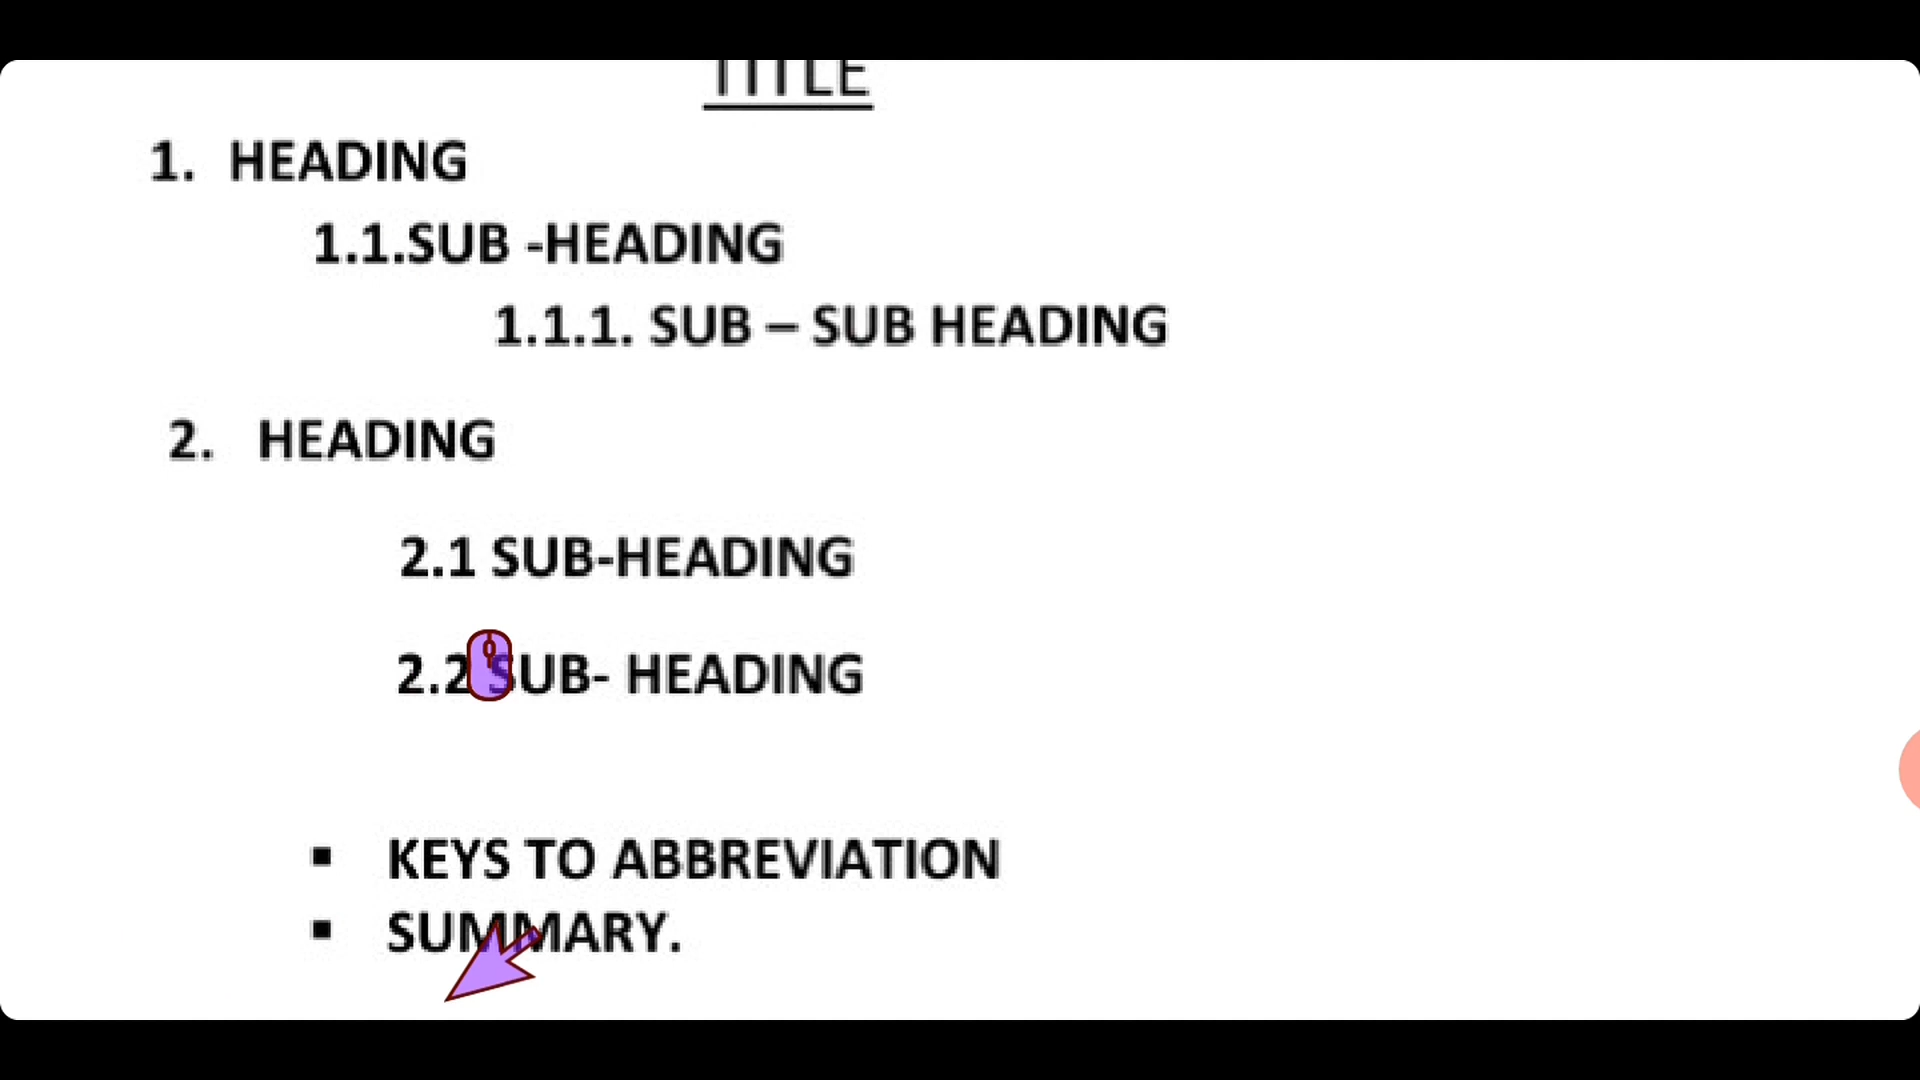 TITLE
1. HEADING
1.1.SUB -HEADING
1.1.1. SUB – SUB HEADING
2. HEADING
2.1 SUB-HEADING
2.2 SUB- HEADING
▪ KEYS TO ABBREVIATION
▪ SUMMARY.